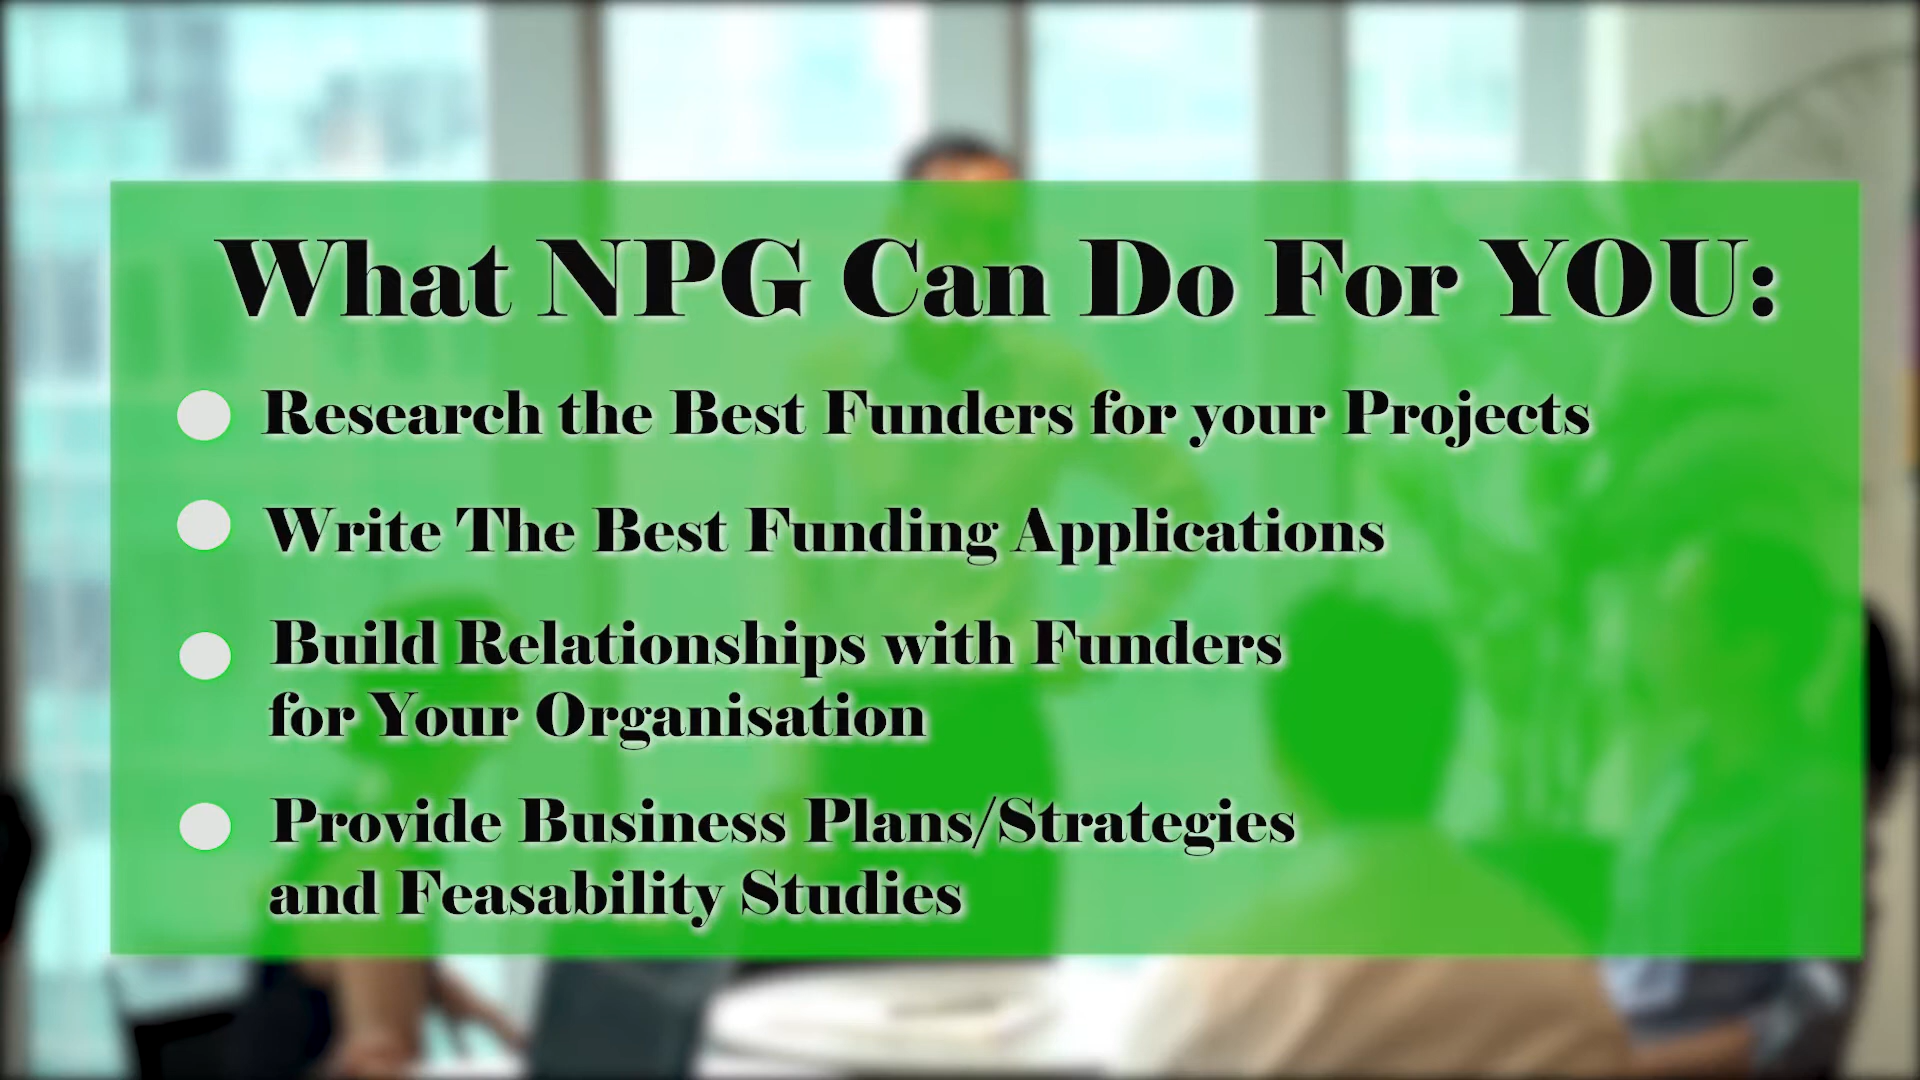 What NPG Can Do For YOU:
Research the Best Funders for your Projects
Write The Best Funding Applications
Build Relationships with Funders
for Your Organisation
Provide Business Plans/Strategies
and Feasability Studies